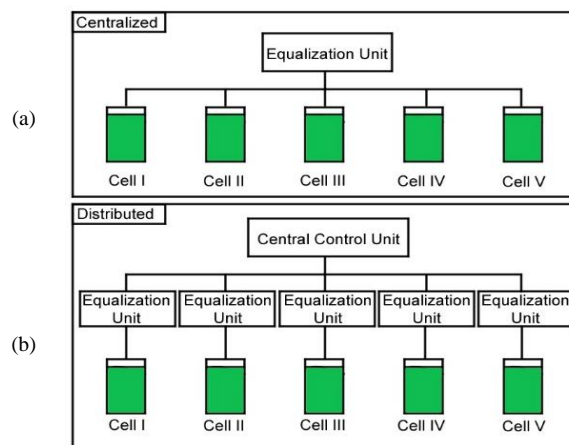 Centralized
Equalization Unit
(a)
Cell I Cell II Cell III Cell IV Cell V
Distributed
Central Control Unit
Equalization Equalization Equalization Equalization Equalization
Unit Unit Unit Unit Unit
(b)
Cell I Cell II Cell III Cell IV Cell V